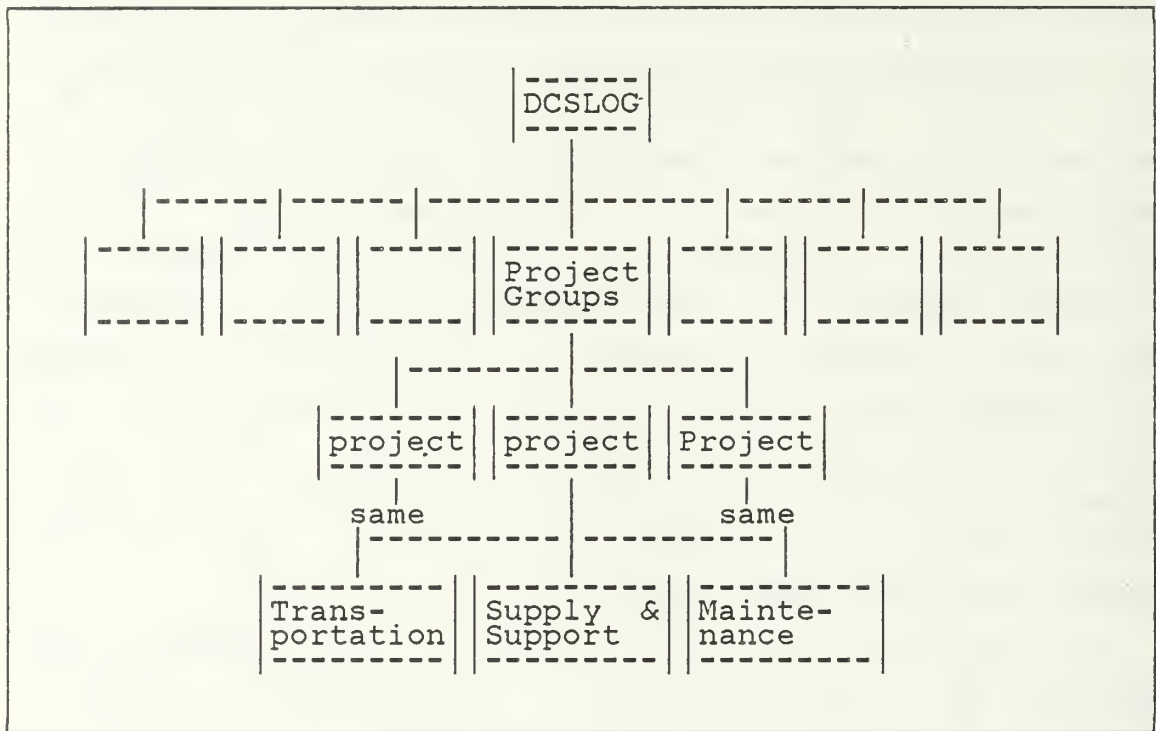 DCSLOG
Project
Groups
project project Project
same same
Trans- Supply & Mainte-
portation Support nance